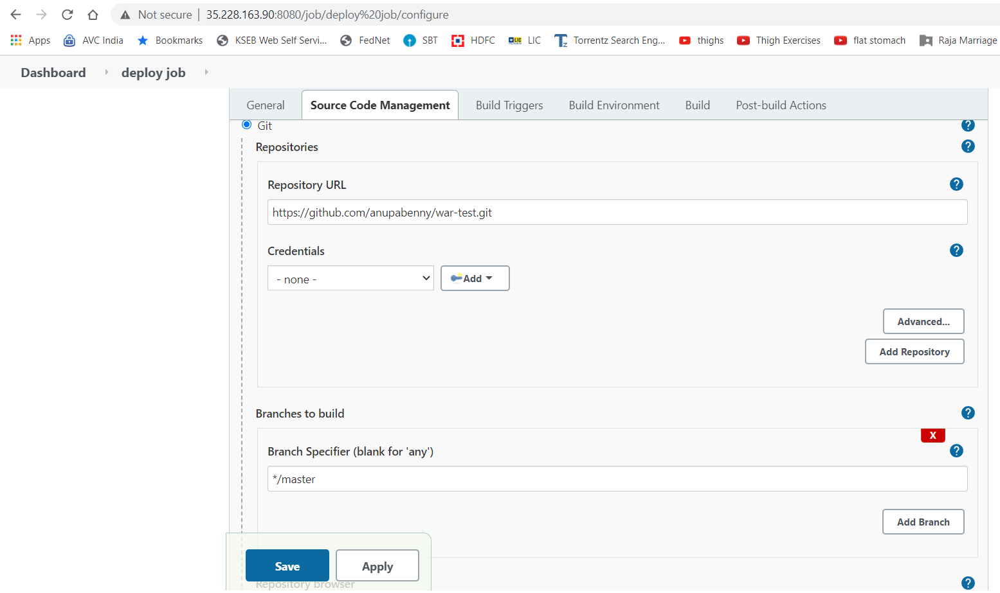 Not secure | 35.228.163.90:8080/job/deploy%20job/configure
Apps AVC India Bookmarks KSEB Web Self Servi... FedNet SBT HDFC LIC Torrentz Search Eng... thighs Thigh Exercises flat stomach Raja Marriage
Dashboard deploy job
General Source Code Management Build Triggers Build Environment Build Post-build Actions
Git ?
Repositories ?
Repository URL ?
https://github.com/anupabenny/war-test.git
Credentials ?
- none - Add
Advanced...
Add Repository
Branches to build ?
X
Branch Specifier (blank for 'any') ?
*/master
Add Branch
Save Apply
Repository browser ?